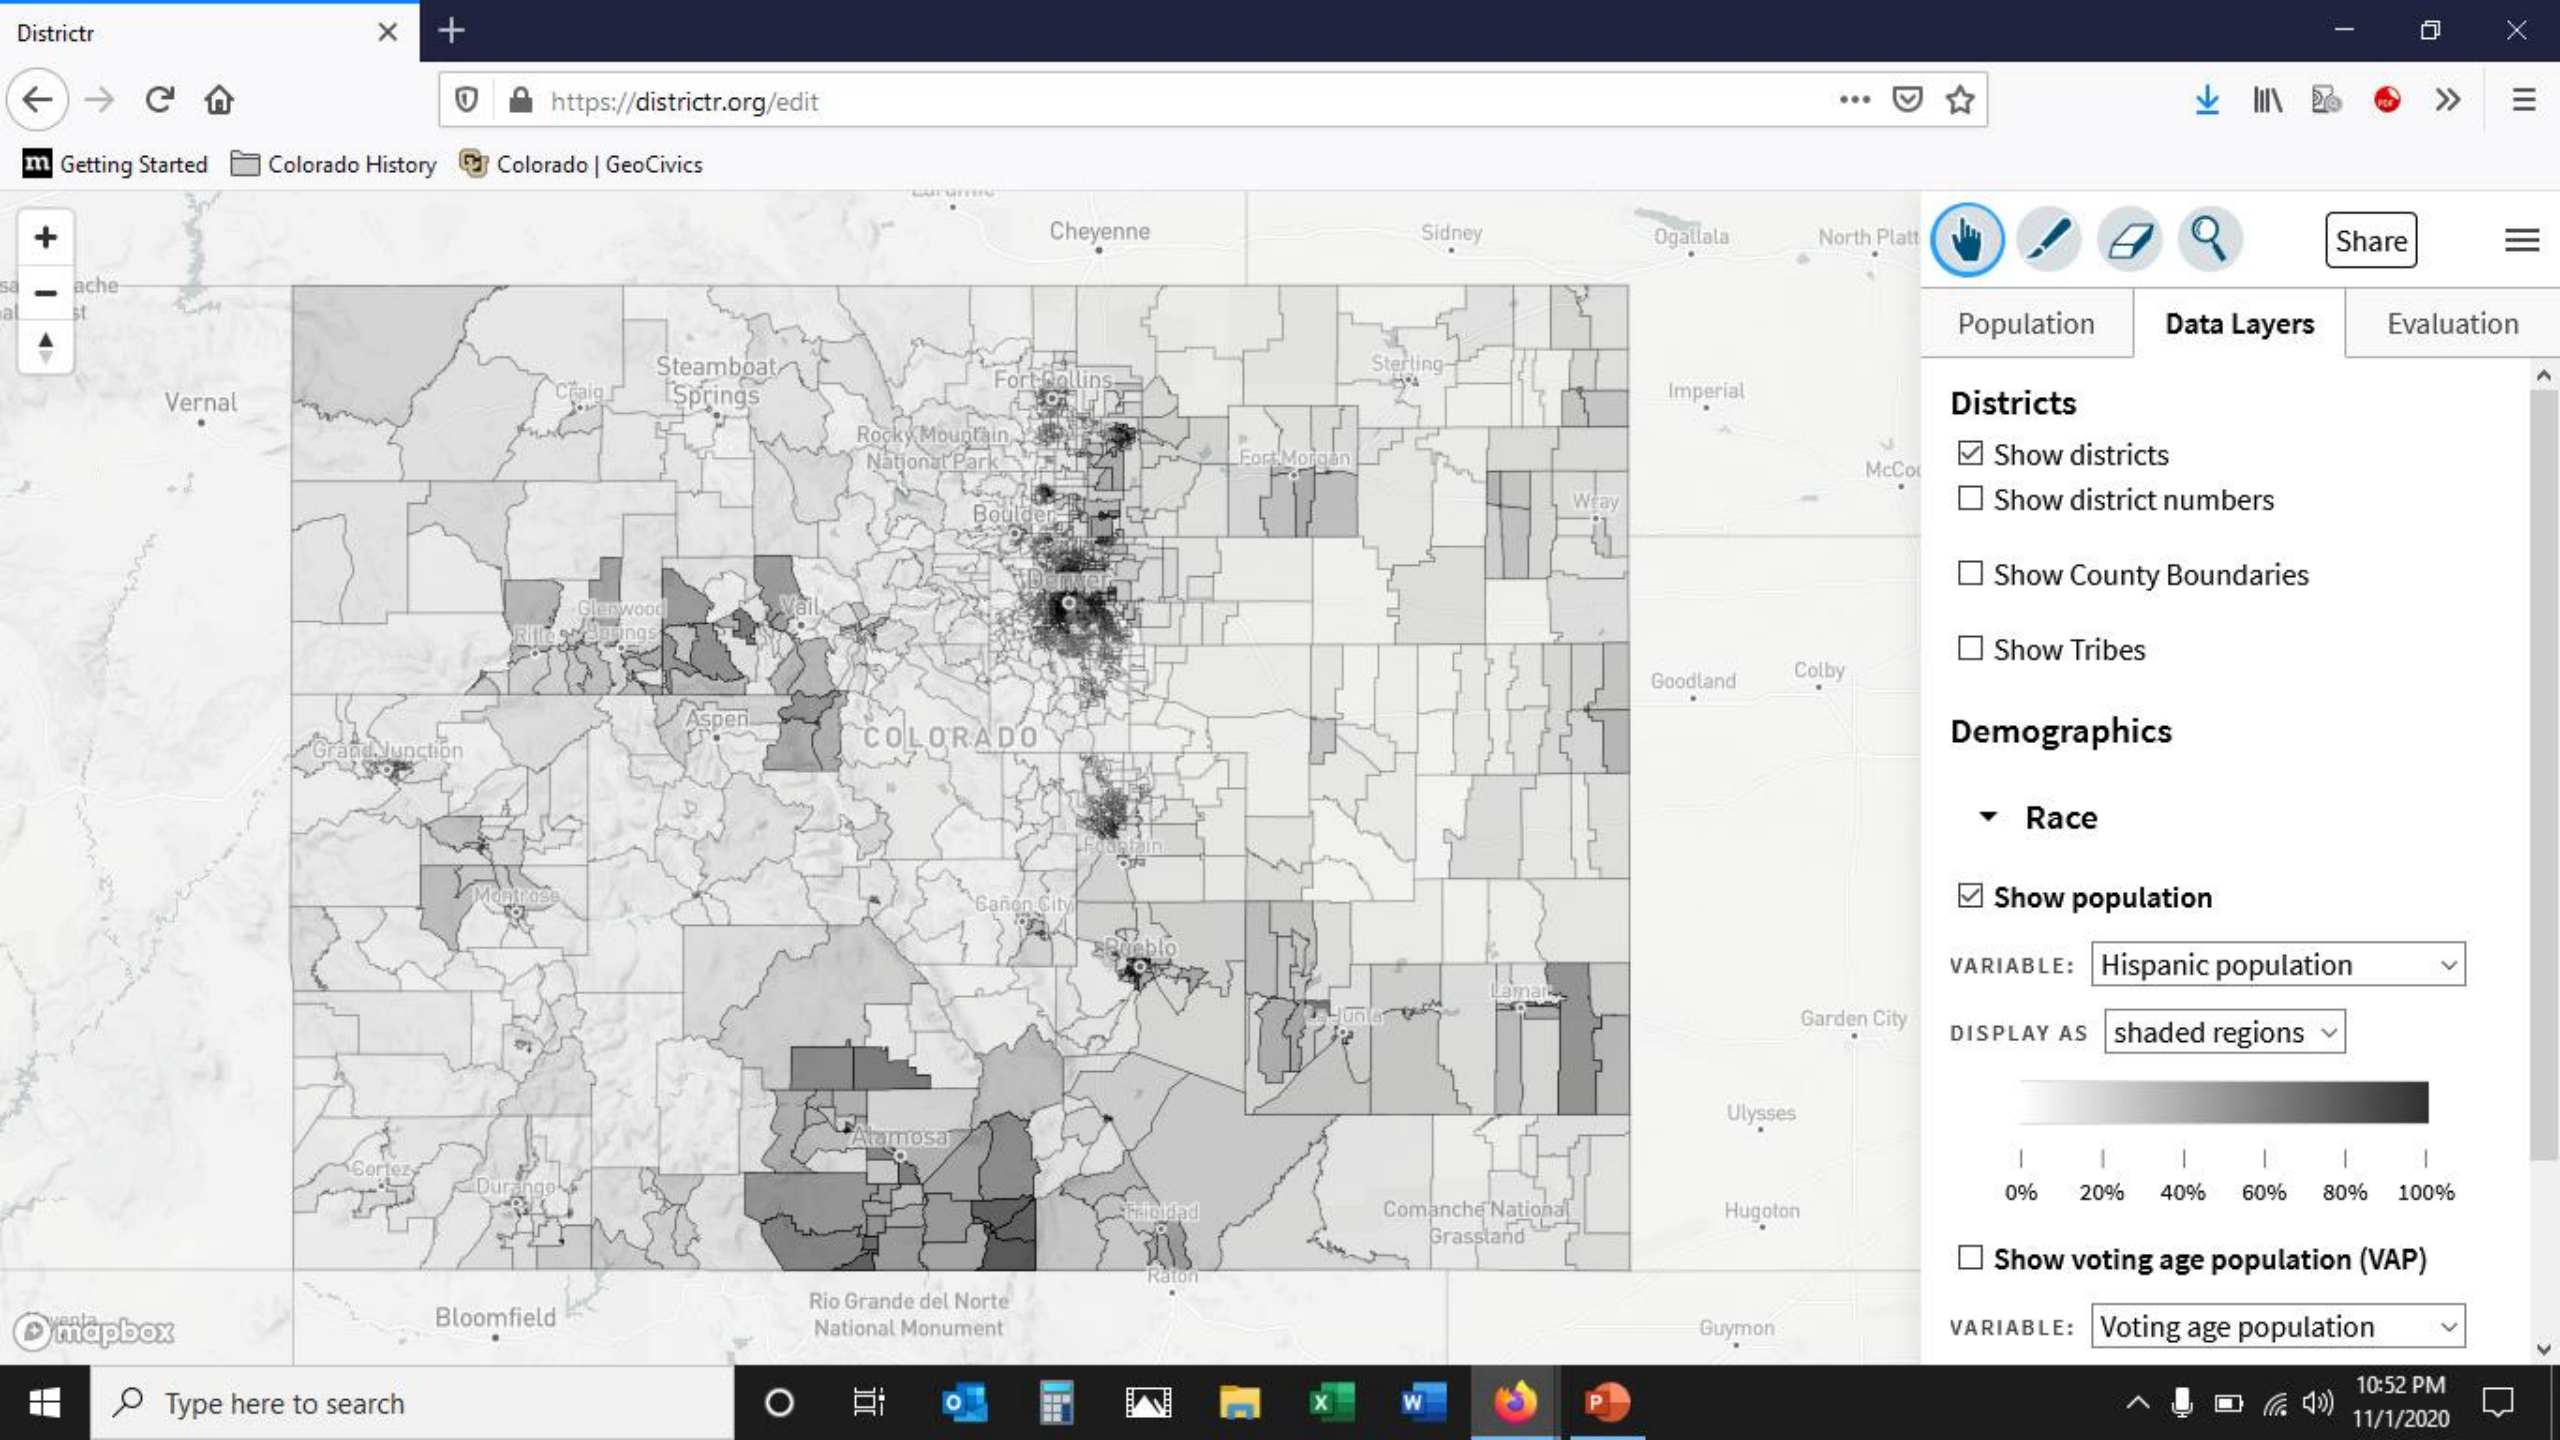 Districtr
https://districtr.org/edit
Getting Started
Colorado History
Colorado | GeoCivics
Cheyenne
Sidney
Ogallala
North Platt
Share
ache
st
Population
Data Layers
Evaluation
Steamboat
Springs
Craig
Fort Collins
Sterling
Imperial
Vernal
Districts
Show districts
Show district numbers
Rocky Mountain
National Park
Fort Morgan
McCoo
Wray
Boulder
Show County Boundaries
Denver
Glenwood
Springs
Vail
Rifle
Show Tribes
Goodland
Colby
Aspen
COLORADO
Grand Junction
Demographics
Race
Fountain
Montrose
Cañon City
Show population
Pueblo
VARIABLE: Hispanic population
Lamar
La Junta
Garden City
DISPLAY AS shaded regions
Alamosa
Ulysses
Cortez
Durango
Trinidad
Comanche National
Grassland
Hugoton
0% 20% 40% 60% 80% 100%
Show voting age population (VAP)
Raton
Bloomfield
Rio Grande del Norte
National Monument
Guymon
mapbox
VARIABLE: Voting age population
Type here to search
10:52 PM
11/1/2020